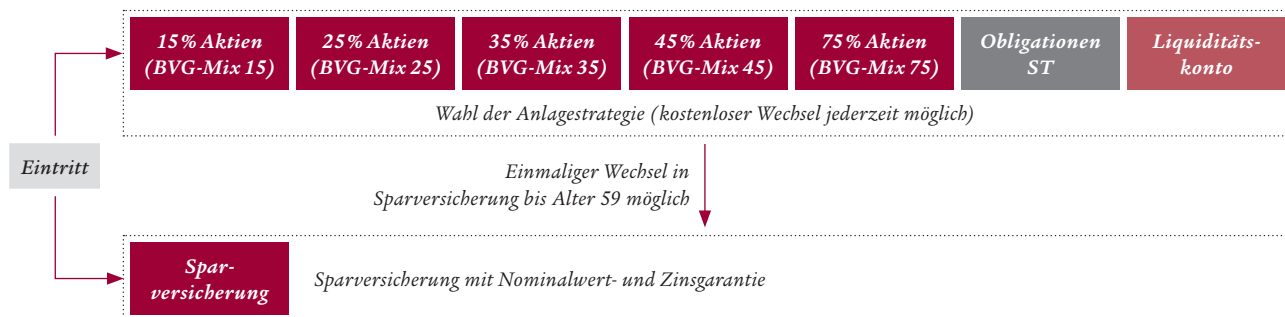 15% Aktien
(BVG-Mix 15)
25% Aktien
(BVG-Mix 25)
35% Aktien
(BVG-Mix 35)
45% Aktien
(BVG-Mix 45)
75% Aktien
(BVG-Mix 75)
Obligationen
ST
Liquiditäts-
konto
Wahl der Anlagestrategie (kostenloser Wechsel jederzeit möglich)
Eintritt
Einmaliger Wechsel in
Sparversicherung bis Alter 59 möglich
Spar-
versicherung
Sparversicherung mit Nominalwert- und Zinsgarantie